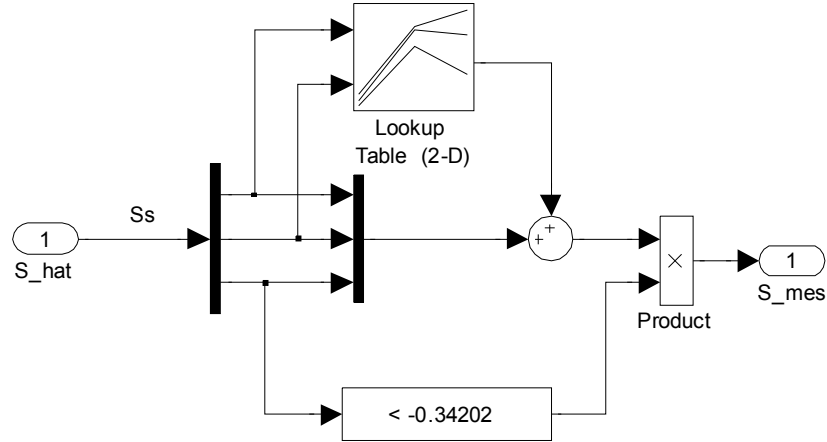 Lookup
Table (2-D)
Ss
1
S_hat
+
+
×
Product
1
S_mes
< -0.34202